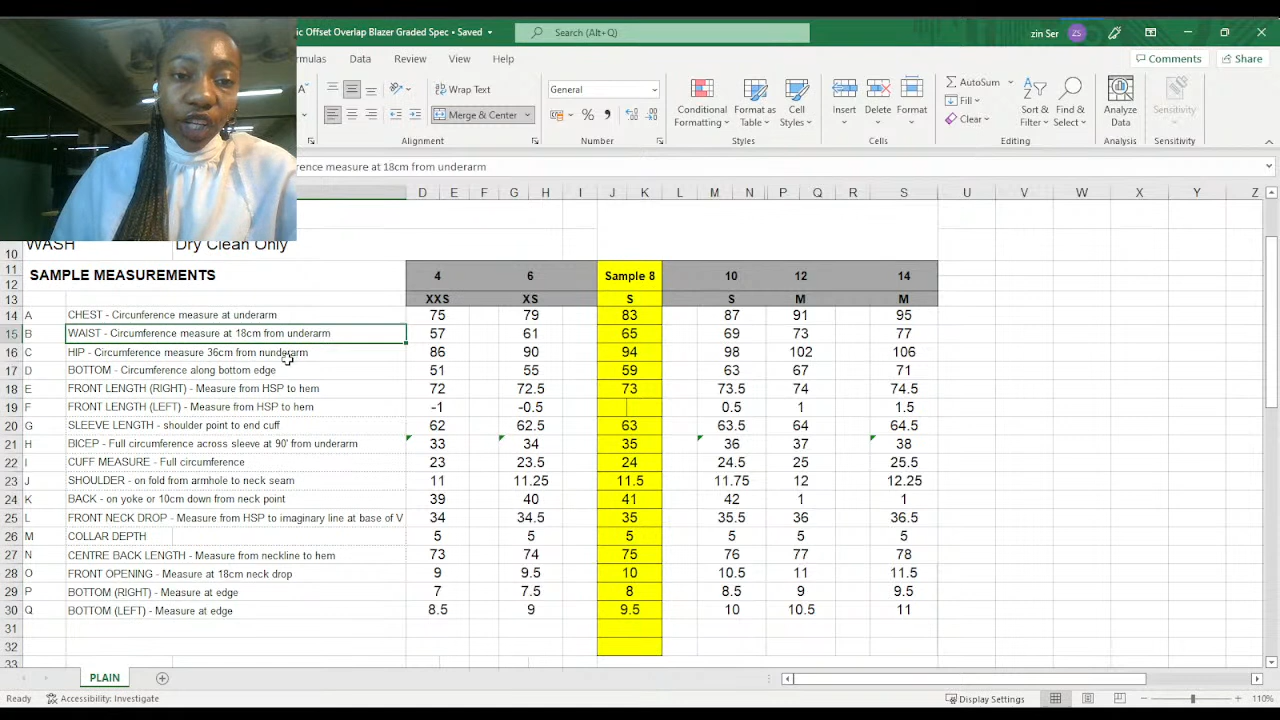 ic Offset Overlap Blazer Graded Spec • Saved
Search (Alt+Q)
zin Ser ZS
rmulas Data Review View Help Comments Share
Wrap Text General AutoSum
Merge & Center Conditional Formatting Format as Table Cell Styles Insert Delete Format Fill Clear Sort & Filter Find & Select Analyze Data Sensitivity
Alignment Number Styles Cells Editing Analysis Sensitivity
ence measure at 18cm from underarm
D E F G H I J K L M N P Q R S U V W X Y Z
10 WASH Dry Clean Only
11 SAMPLE MEASUREMENTS 4 6 Sample 8 10 12 14
12
13 XXS XS S S M M
14 A CHEST - Circunference measure at underarm 75 79 83 87 91 95
15 B WAIST - Circumference measure at 18cm from underarm 57 61 65 69 73 77
16 C HIP - Circumference measure 36cm from nunderarm 86 90 94 98 102 106
17 D BOTTOM - Circumference along bottom edge 51 55 59 63 67 71
18 E FRONT LENGTH (RIGHT) - Measure from HSP to hem 72 72.5 73 73.5 74 74.5
19 F FRONT LENGTH (LEFT) - Measure from HSP to hem -1 -0.5 0.5 1 1.5
20 G SLEEVE LENGTH - shoulder point to end cuff 62 62.5 63 63.5 64 64.5
21 H BICEP - Full circumference across sleeve at 90' from underarm 33 34 35 36 37 38
22 I CUFF MEASURE - Full circumference 23 23.5 24 24.5 25 25.5
23 J SHOULDER - on fold from armhole to neck seam 11 11.25 11.5 11.75 12 12.25
24 K BACK - on yoke or 10cm down from neck point 39 40 41 42 1 1
25 L FRONT NECK DROP - Measure from HSP to imaginary line at base of V 34 34.5 35 35.5 36 36.5
26 M COLLAR DEPTH 5 5 5 5 5 5
27 N CENTRE BACK LENGTH - Measure from neckline to hem 73 74 75 76 77 78
28 O FRONT OPENING - Measure at 18cm neck drop 9 9.5 10 10.5 11 11.5
29 P BOTTOM (RIGHT) - Measure at edge 7 7.5 8 8.5 9 9.5
30 Q BOTTOM (LEFT) - Measure at edge 8.5 9 9.5 10 10.5 11
31
32
33
PLAIN
Ready Accessibility: Investigate Display Settings 110%